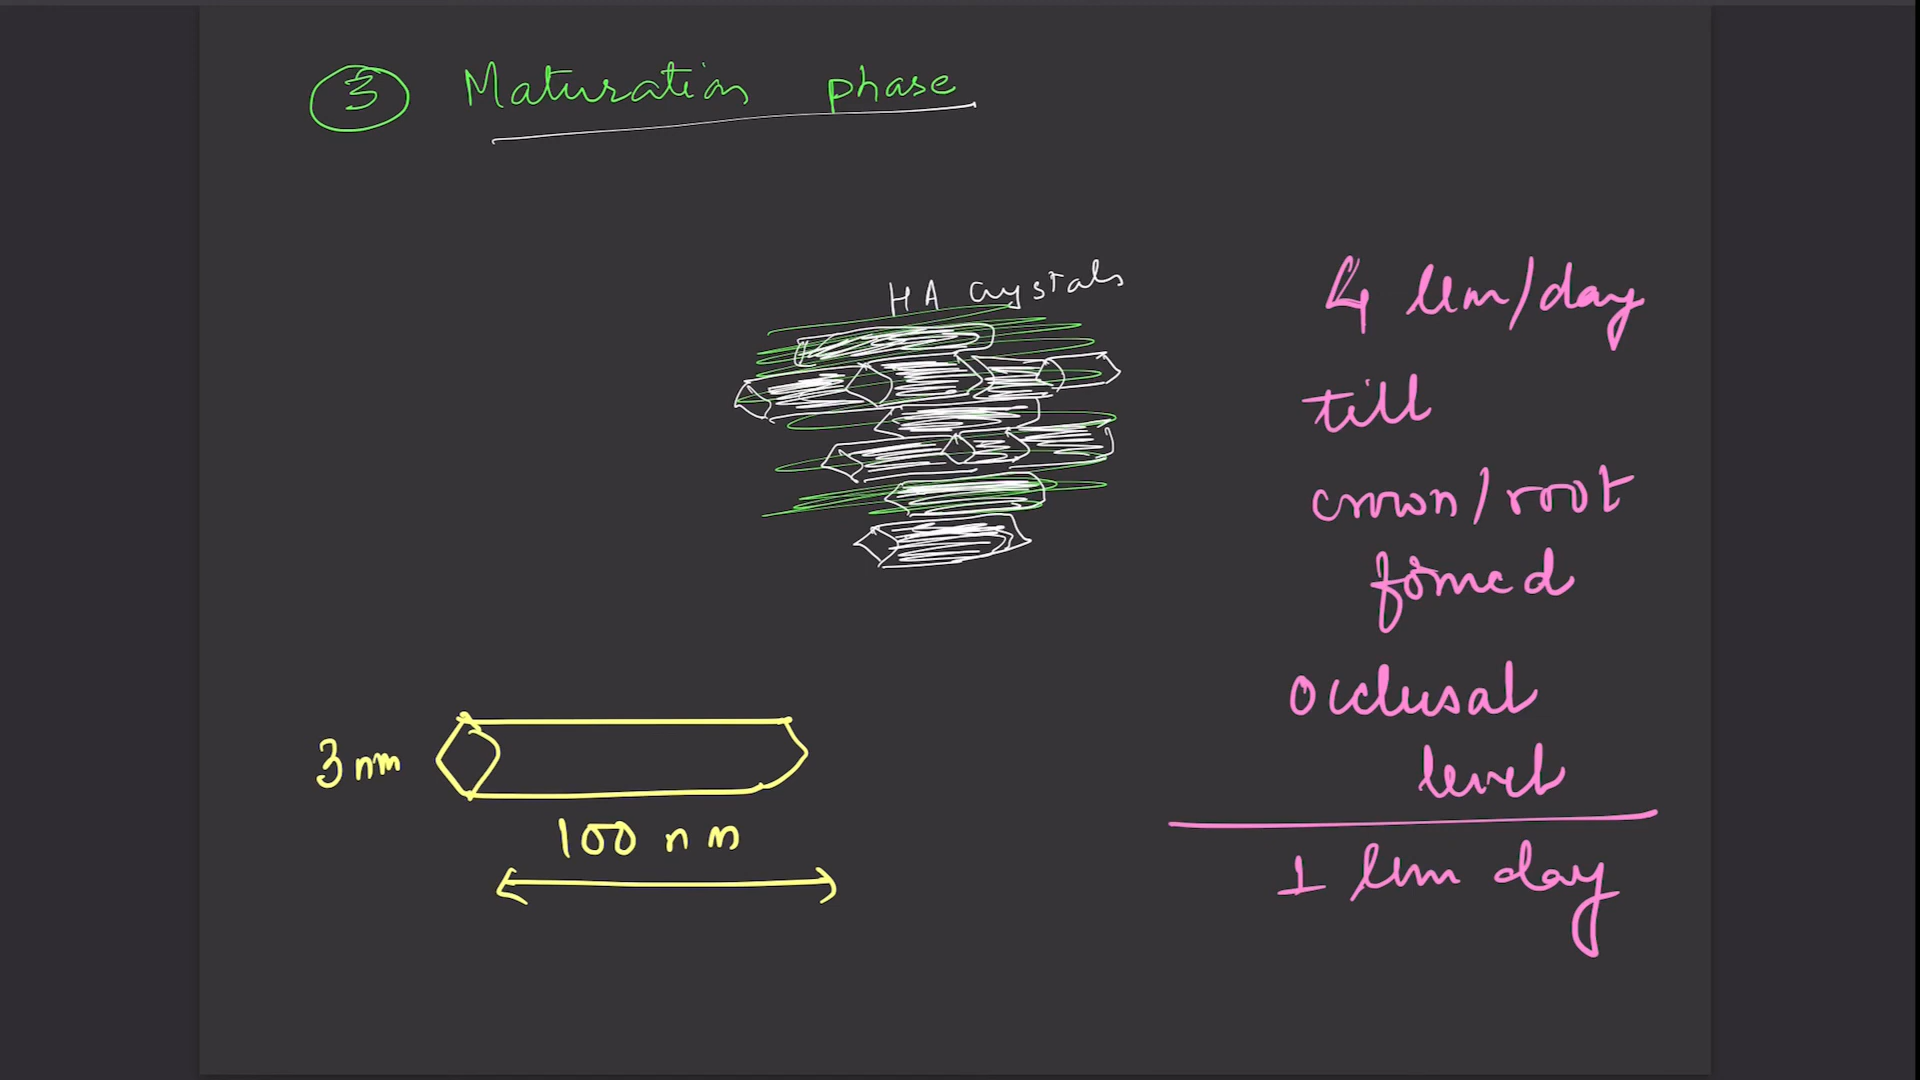 3 Maturation phase
HA crystals
4 μm/day
till
crown/root
formed
occlusal
level
3 nm
100 nm
1 μm day